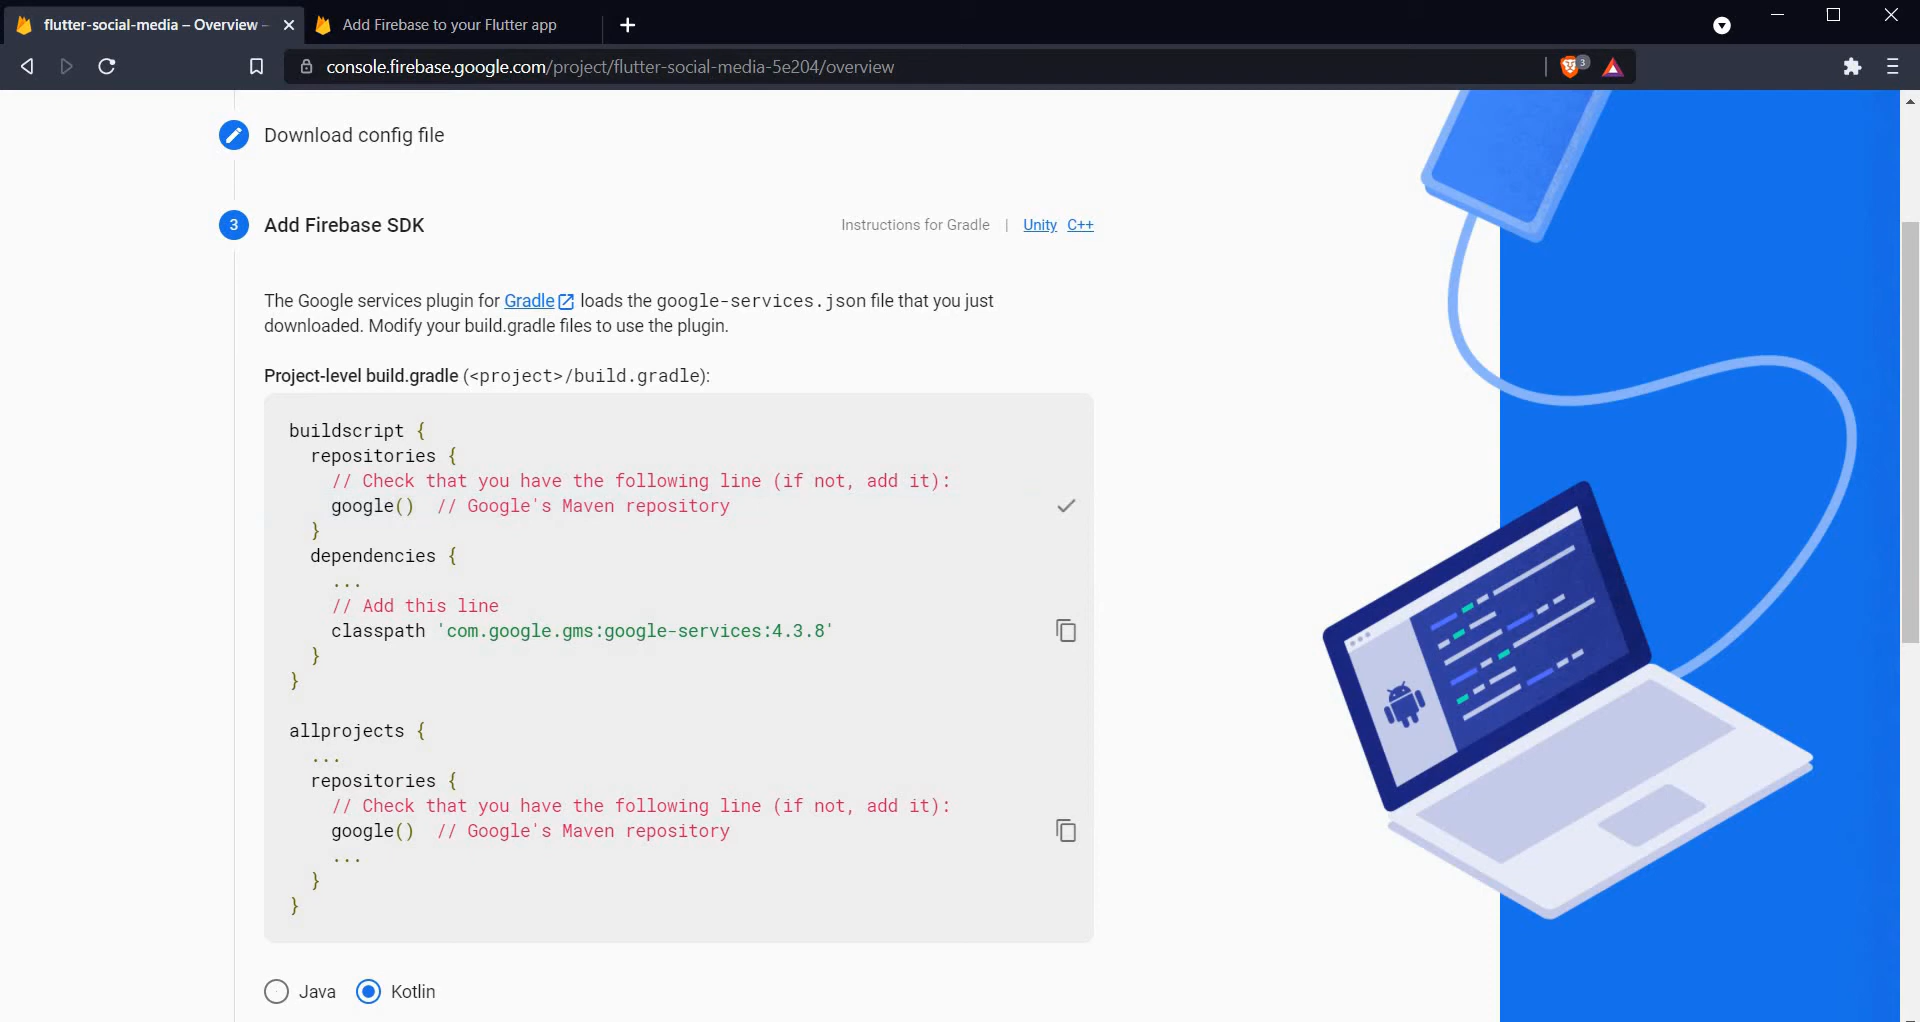 flutter-social-media – Overview –
Add Firebase to your Flutter app
console.firebase.google.com/project/flutter-social-media-5e204/overview
3
Download config file
3
Add Firebase SDK
Instructions for Gradle | Unity C++
The Google services plugin for Gradle loads the google-services.json file that you just
downloaded. Modify your build.gradle files to use the plugin.
Project-level build.gradle (<project>/build.gradle):
buildscript {
repositories {
// Check that you have the following line (if not, add it):
google() // Google's Maven repository
}
dependencies {
...
// Add this line
classpath 'com.google.gms:google-services:4.3.8'
}
}
allprojects {
...
repositories {
// Check that you have the following line (if not, add it):
google() // Google's Maven repository
...
}
}
Java Kotlin